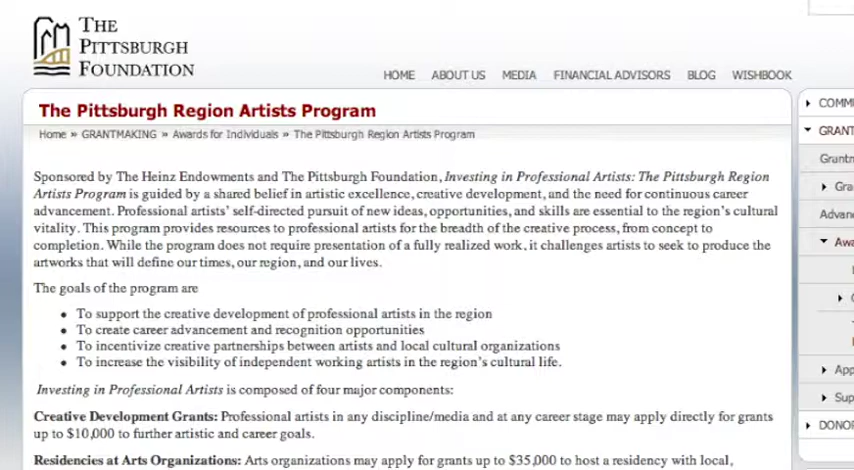 THE
PITTSBURGH
FOUNDATION
HOME ABOUT US MEDIA FINANCIAL ADVISORS BLOG WISHBOOK
The Pittsburgh Region Artists Program
Home » GRANTMAKING » Awards for Individuals » The Pittsburgh Region Artists Program
Sponsored by The Heinz Endowments and The Pittsburgh Foundation, Investing in Professional Artists: The Pittsburgh Region
Artists Program is guided by a shared belief in artistic excellence, creative development, and the need for continuous career
advancement. Professional artists' self-directed pursuit of new ideas, opportunities, and skills are essential to the region's cultural
vitality. This program provides resources to professional artists for the breadth of the creative process, from concept to
completion. While the program does not require presentation of a fully realized work, it challenges artists to seek to produce the
artworks that will define our times, our region, and our lives.
The goals of the program are
• To support the creative development of professional artists in the region
• To create career advancement and recognition opportunities
• To incentivize creative partnerships between artists and local cultural organizations
• To increase the visibility of independent working artists in the region's cultural life.
Investing in Professional Artists is composed of four major components:
Creative Development Grants: Professional artists in any discipline/media and at any career stage may apply directly for grants
up to $10,000 to further artistic and career goals.
Residencies at Arts Organizations: Arts organizations may apply for grants up to $35,000 to host a residency with local,
COMM
GRANT
Grantm
Gra
Advanc
Awa
App
Sup
DONOR